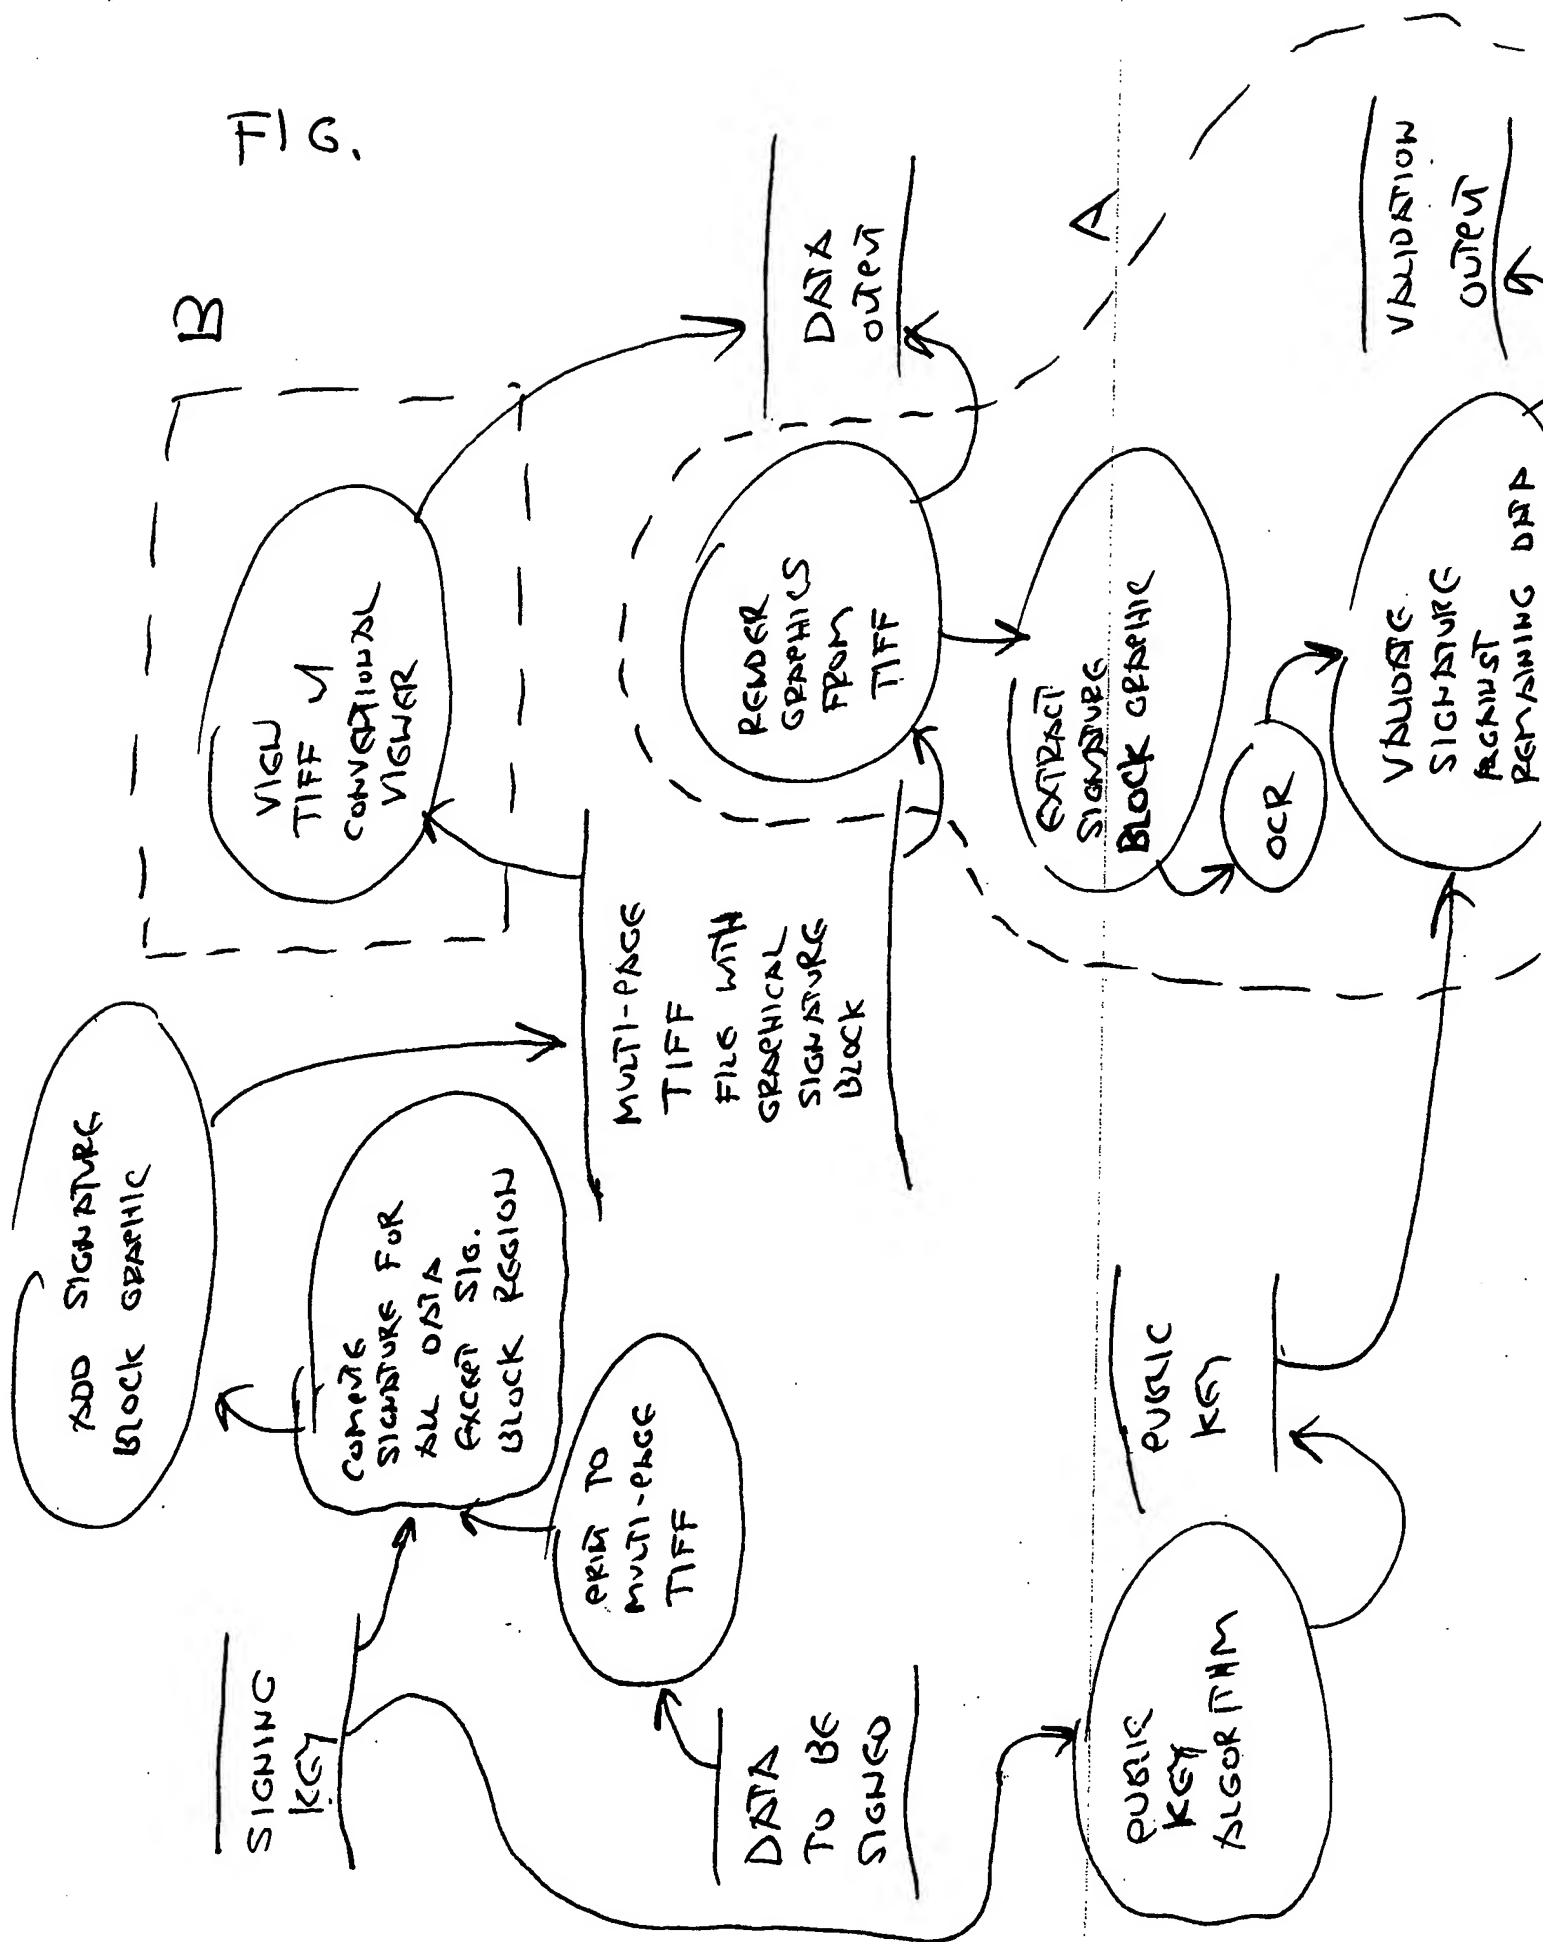 FIG.
B
ADD SIGNATURE
BLOCK GRAPHIC
VIEW
TIFF
CONVENTIONAL
VIEWER
SIGNING
KEY
COMPUTE
SIGNATURE FOR
ALL DATA
EXCEPT SIG.
BLOCK REGION
PRINT TO
MULTI-PAGE
TIFF
MULTI-PAGE
TIFF
FILE WITH
GRAPHICAL
SIGNATURE
BLOCK
RENDER
GRAPHICS
FROM
TIFF
DATA
OUTPUT
DATA
TO BE
SIGNED
A
EXTRACT
SIGNATURE
BLOCK GRAPHIC
OCR
PUBLIC
KEY
ALGORITHM
PUBLIC
KEY
VALIDATE
SIGNATURE
AGAINST
REMAINING DATA
VALIDATION
OUTPUT